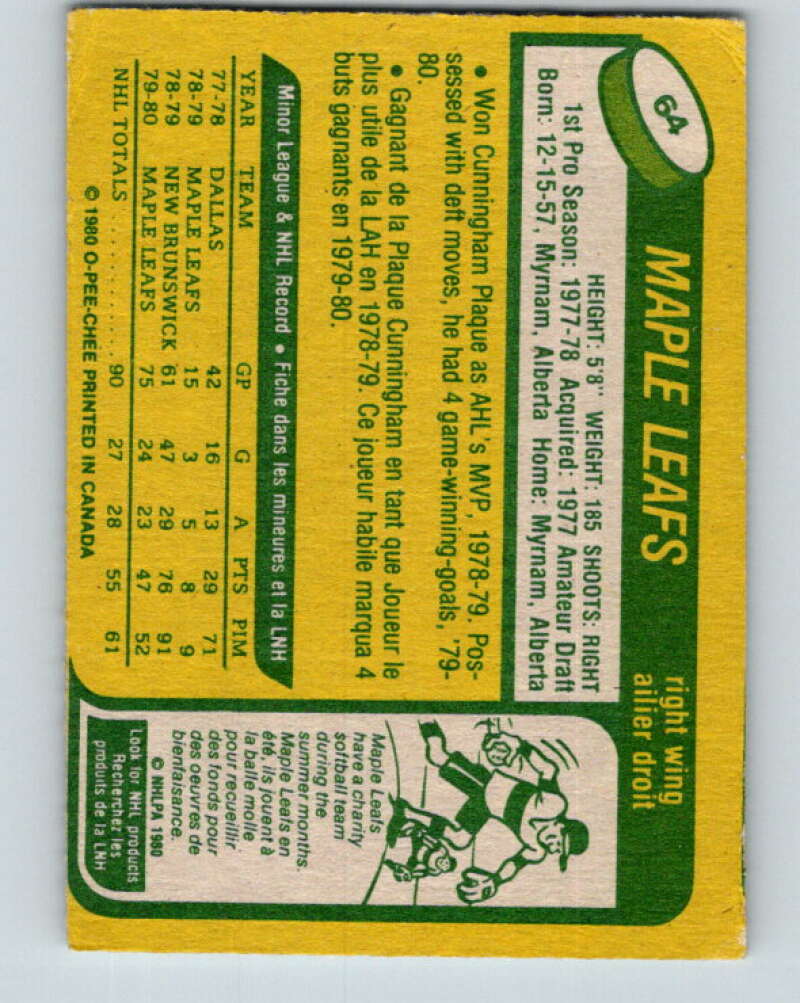 64
MAPLE LEAFS
right wing
ailier droit
HEIGHT: 5'8" WEIGHT: 185 SHOOTS: RIGHT
1st Pro Season: 1977-78 Acquired: 1977 Amateur Draft
Born: 12-15-57, Myrnam, Alberta Home: Myrnam, Alberta
• Won Cunningham Plaque as AHL's MVP, 1978-79. Pos-
sessed with deft moves, he had 4 game-winning-goals, '79-
80.
• Gagnant de la Plaque Cunningham en tant que Joueur le
plus utile de la LAH en 1978-79. Ce joueur habile marqua 4
buts gagnants en 1979-80.
Minor League & NHL Record • Fiche dans les mineures et la LNH
YEAR TEAM GP G A PTS PIM
77-78 DALLAS 42 16 13 29 71
78-79 MAPLE LEAFS 15 3 5 8 9
78-79 NEW BRUNSWICK 61 47 29 76 91
79-80 MAPLE LEAFS 75 24 23 47 52
NHL TOTALS .............. 90 27 28 55 61
© 1980 O-PEE-CHEE PRINTED IN CANADA
Maple Leafs
have a charity
softball team
during the
summer months.
Maple Leafs en
été, ils jouent à
la balle molle
pour recueillir
des fonds pour
des oeuvres de
bienfaisance.
© NHLPA 1980
Look for NHL products
Recherchez les
produits de la LNH